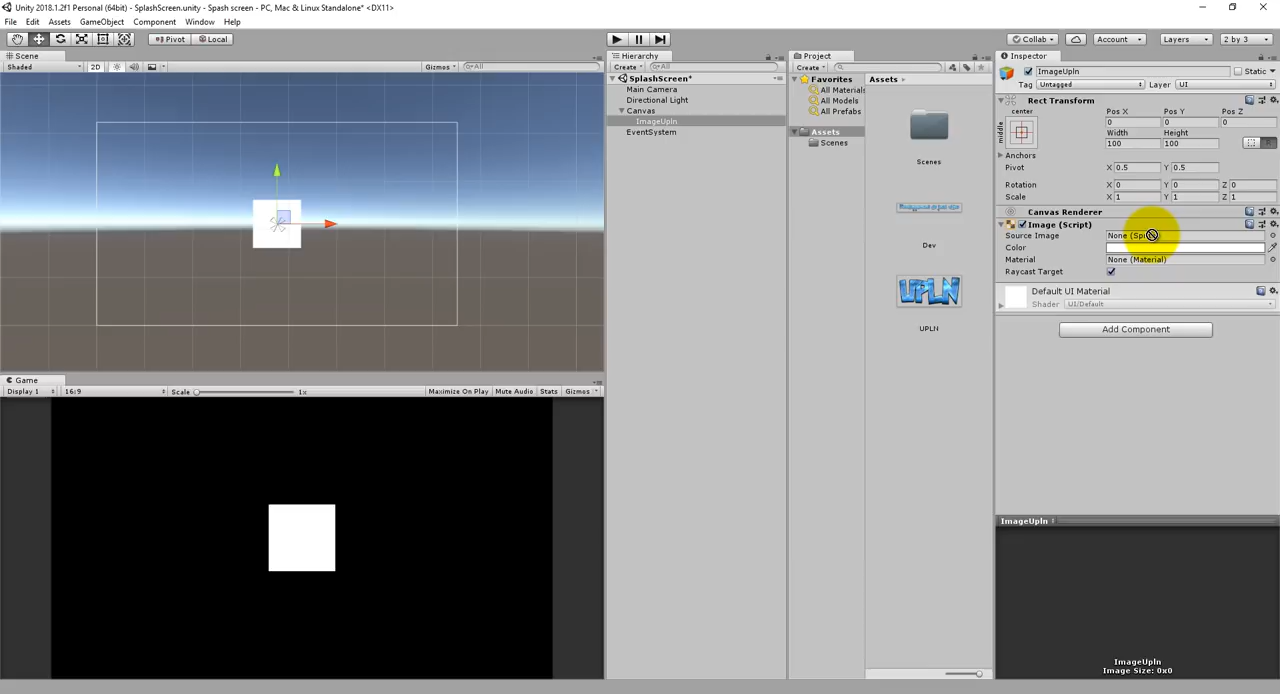 Unity 2018.1.2f1 Personal (64bit) - SplashScreen.unity - Spash screen - PC, Mac & Linux Standalone* <DX11>
File Edit Assets GameObject Component Window Help
Pivot Local Collab Account Layers 2 by 3
Scene
Shaded 2D Gizmos All
Hierarchy
Create All
SplashScreen*
Main Camera
Directional Light
Canvas
ImageUpln
EventSystem
Project
Create
Favorites
All Materials
All Models
All Prefabs
Assets
Scenes
Assets
Scenes
Dev
UPLN
UPLN
Inspector
ImageUpln Static
Tag Untagged Layer UI
Rect Transform
center Pos X Pos Y Pos Z
middle 0 0 0
Width Height
100 100 R
Anchors
Pivot X 0.5 Y 0.5
Rotation X 0 Y 0 Z 0
Scale X 1 Y 1 Z 1
Canvas Renderer
Image (Script)
Source Image None
Color
Material None (Material)
Raycast Target
Default UI Material
Shader UI/Default
Add Component
Game
Display 1 16:9 Scale 1x Maximize On Play Mute Audio Stats Gizmos
ImageUpln
ImageUpln
Image Size: 0x0